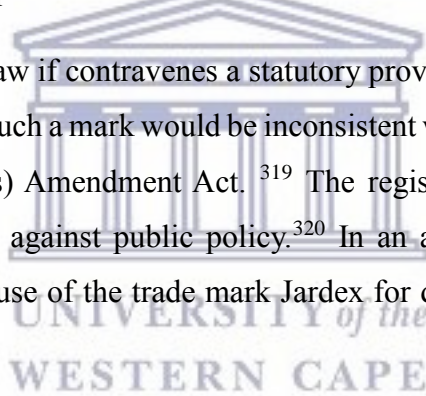 aw if contravenes a statutory prov
uch a mark would be inconsistent
s) Amendment Act. 319 The regis
against public policy.320 In an a
use of the trade mark Jardex for
UNIVERSITY of the
WESTERN CAPE